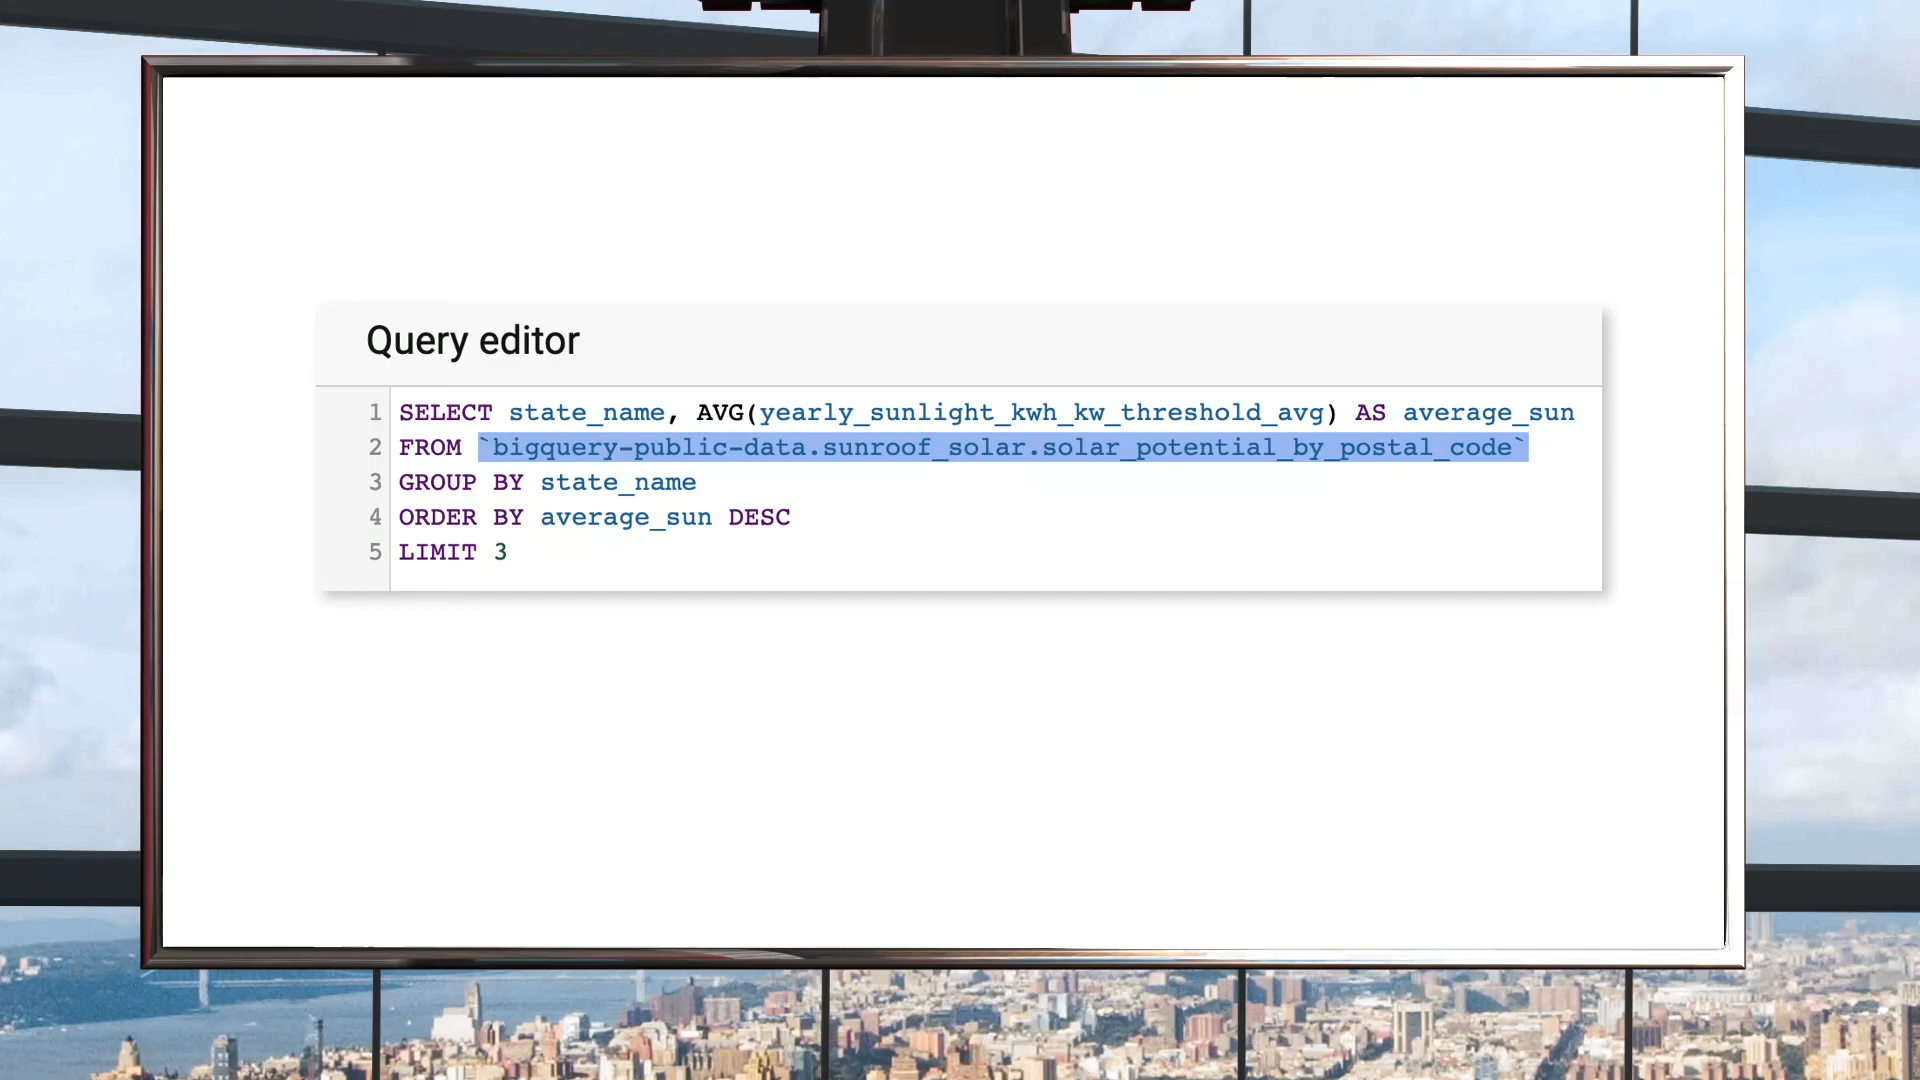 Query editor
1 SELECT state_name, AVG(yearly_sunlight_kwh_kw_threshold_avg) AS average_sun
2 FROM `bigquery-public-data.sunroof_solar.solar_potential_by_postal_code`
3 GROUP BY state_name
4 ORDER BY average_sun DESC
5 LIMIT 3